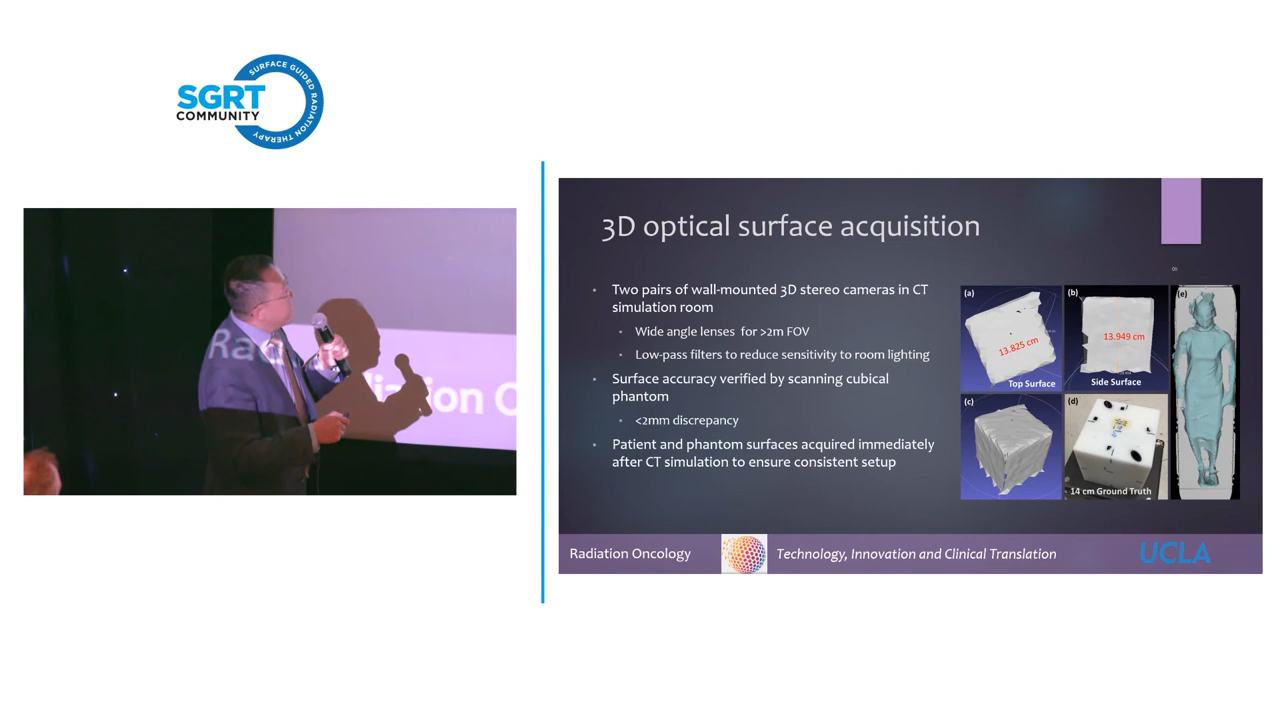 SURFACE GUIDED RADIATION THERAPY
SGRT
COMMUNITY
Rad
iation O
3D optical surface acquisition
8
• Two pairs of wall-mounted 3D stereo cameras in CT
simulation room
• Wide angle lenses for >2m FOV
• Low-pass filters to reduce sensitivity to room lighting
• Surface accuracy verified by scanning cubical
phantom
• <2mm discrepancy
• Patient and phantom surfaces acquired immediately
after CT simulation to ensure consistent setup
(a)
13.825 cm
Top Surface
(b)
13.949 cm
Side Surface
(c)
(d)
14 cm Ground Truth
(e)
Radiation Oncology
Technology, Innovation and Clinical Translation
UCLA